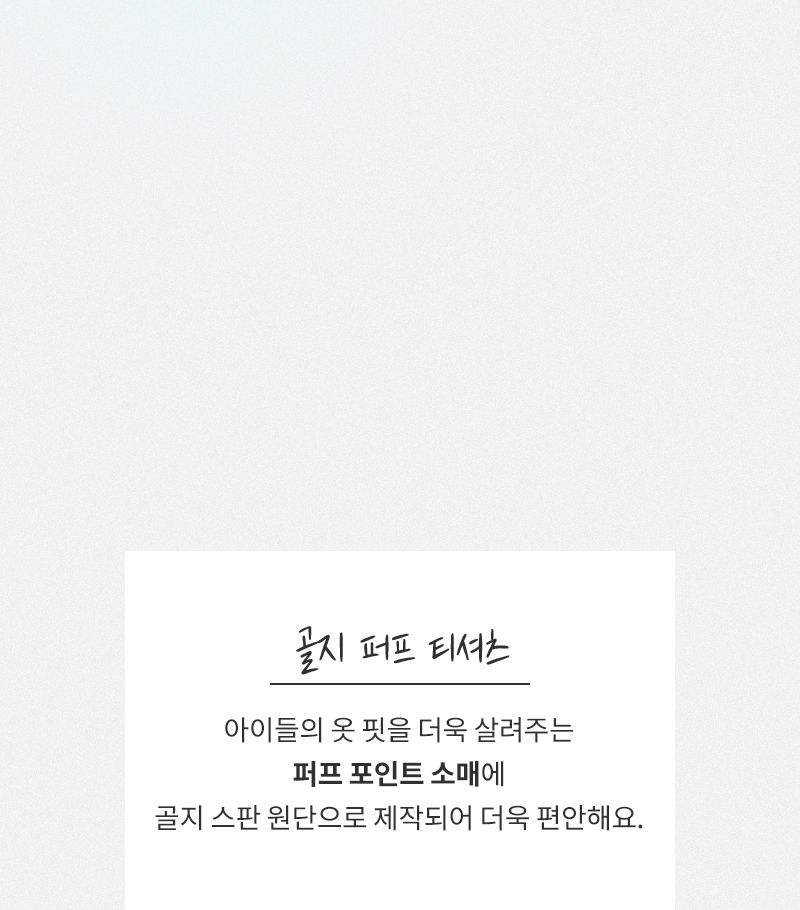 골지 퍼프 티셔츠
아이들의 옷 핏을 더욱 살려주는
퍼프 포인트 소매에
골지 스판 원단으로 제작되어 더욱 편안해요.